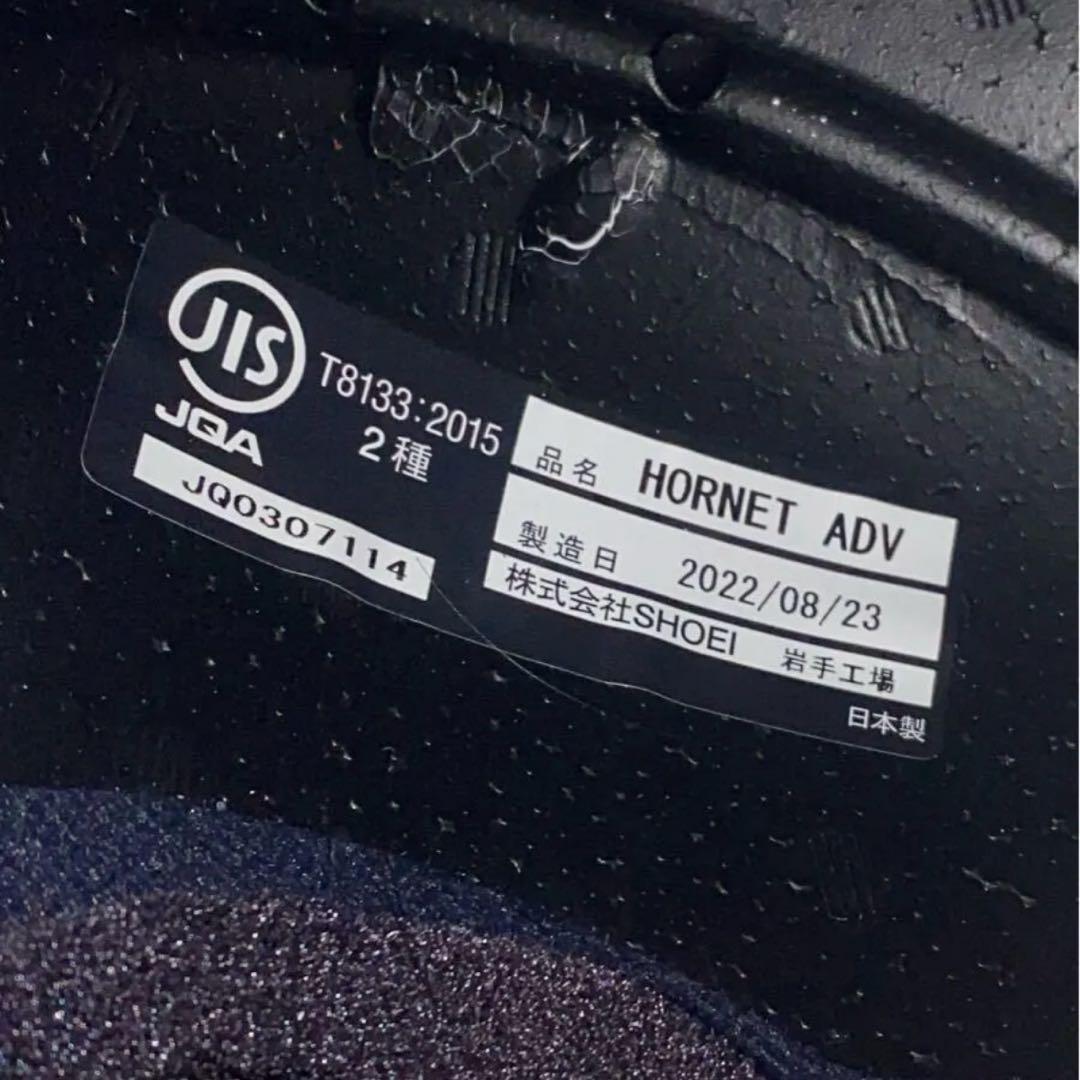 JIS
JQA
T8133:2015
2種
JQ0307114
品名 HORNET ADV
製造日 2022/08/23
株式会社SHOEI 岩手工場
日本製